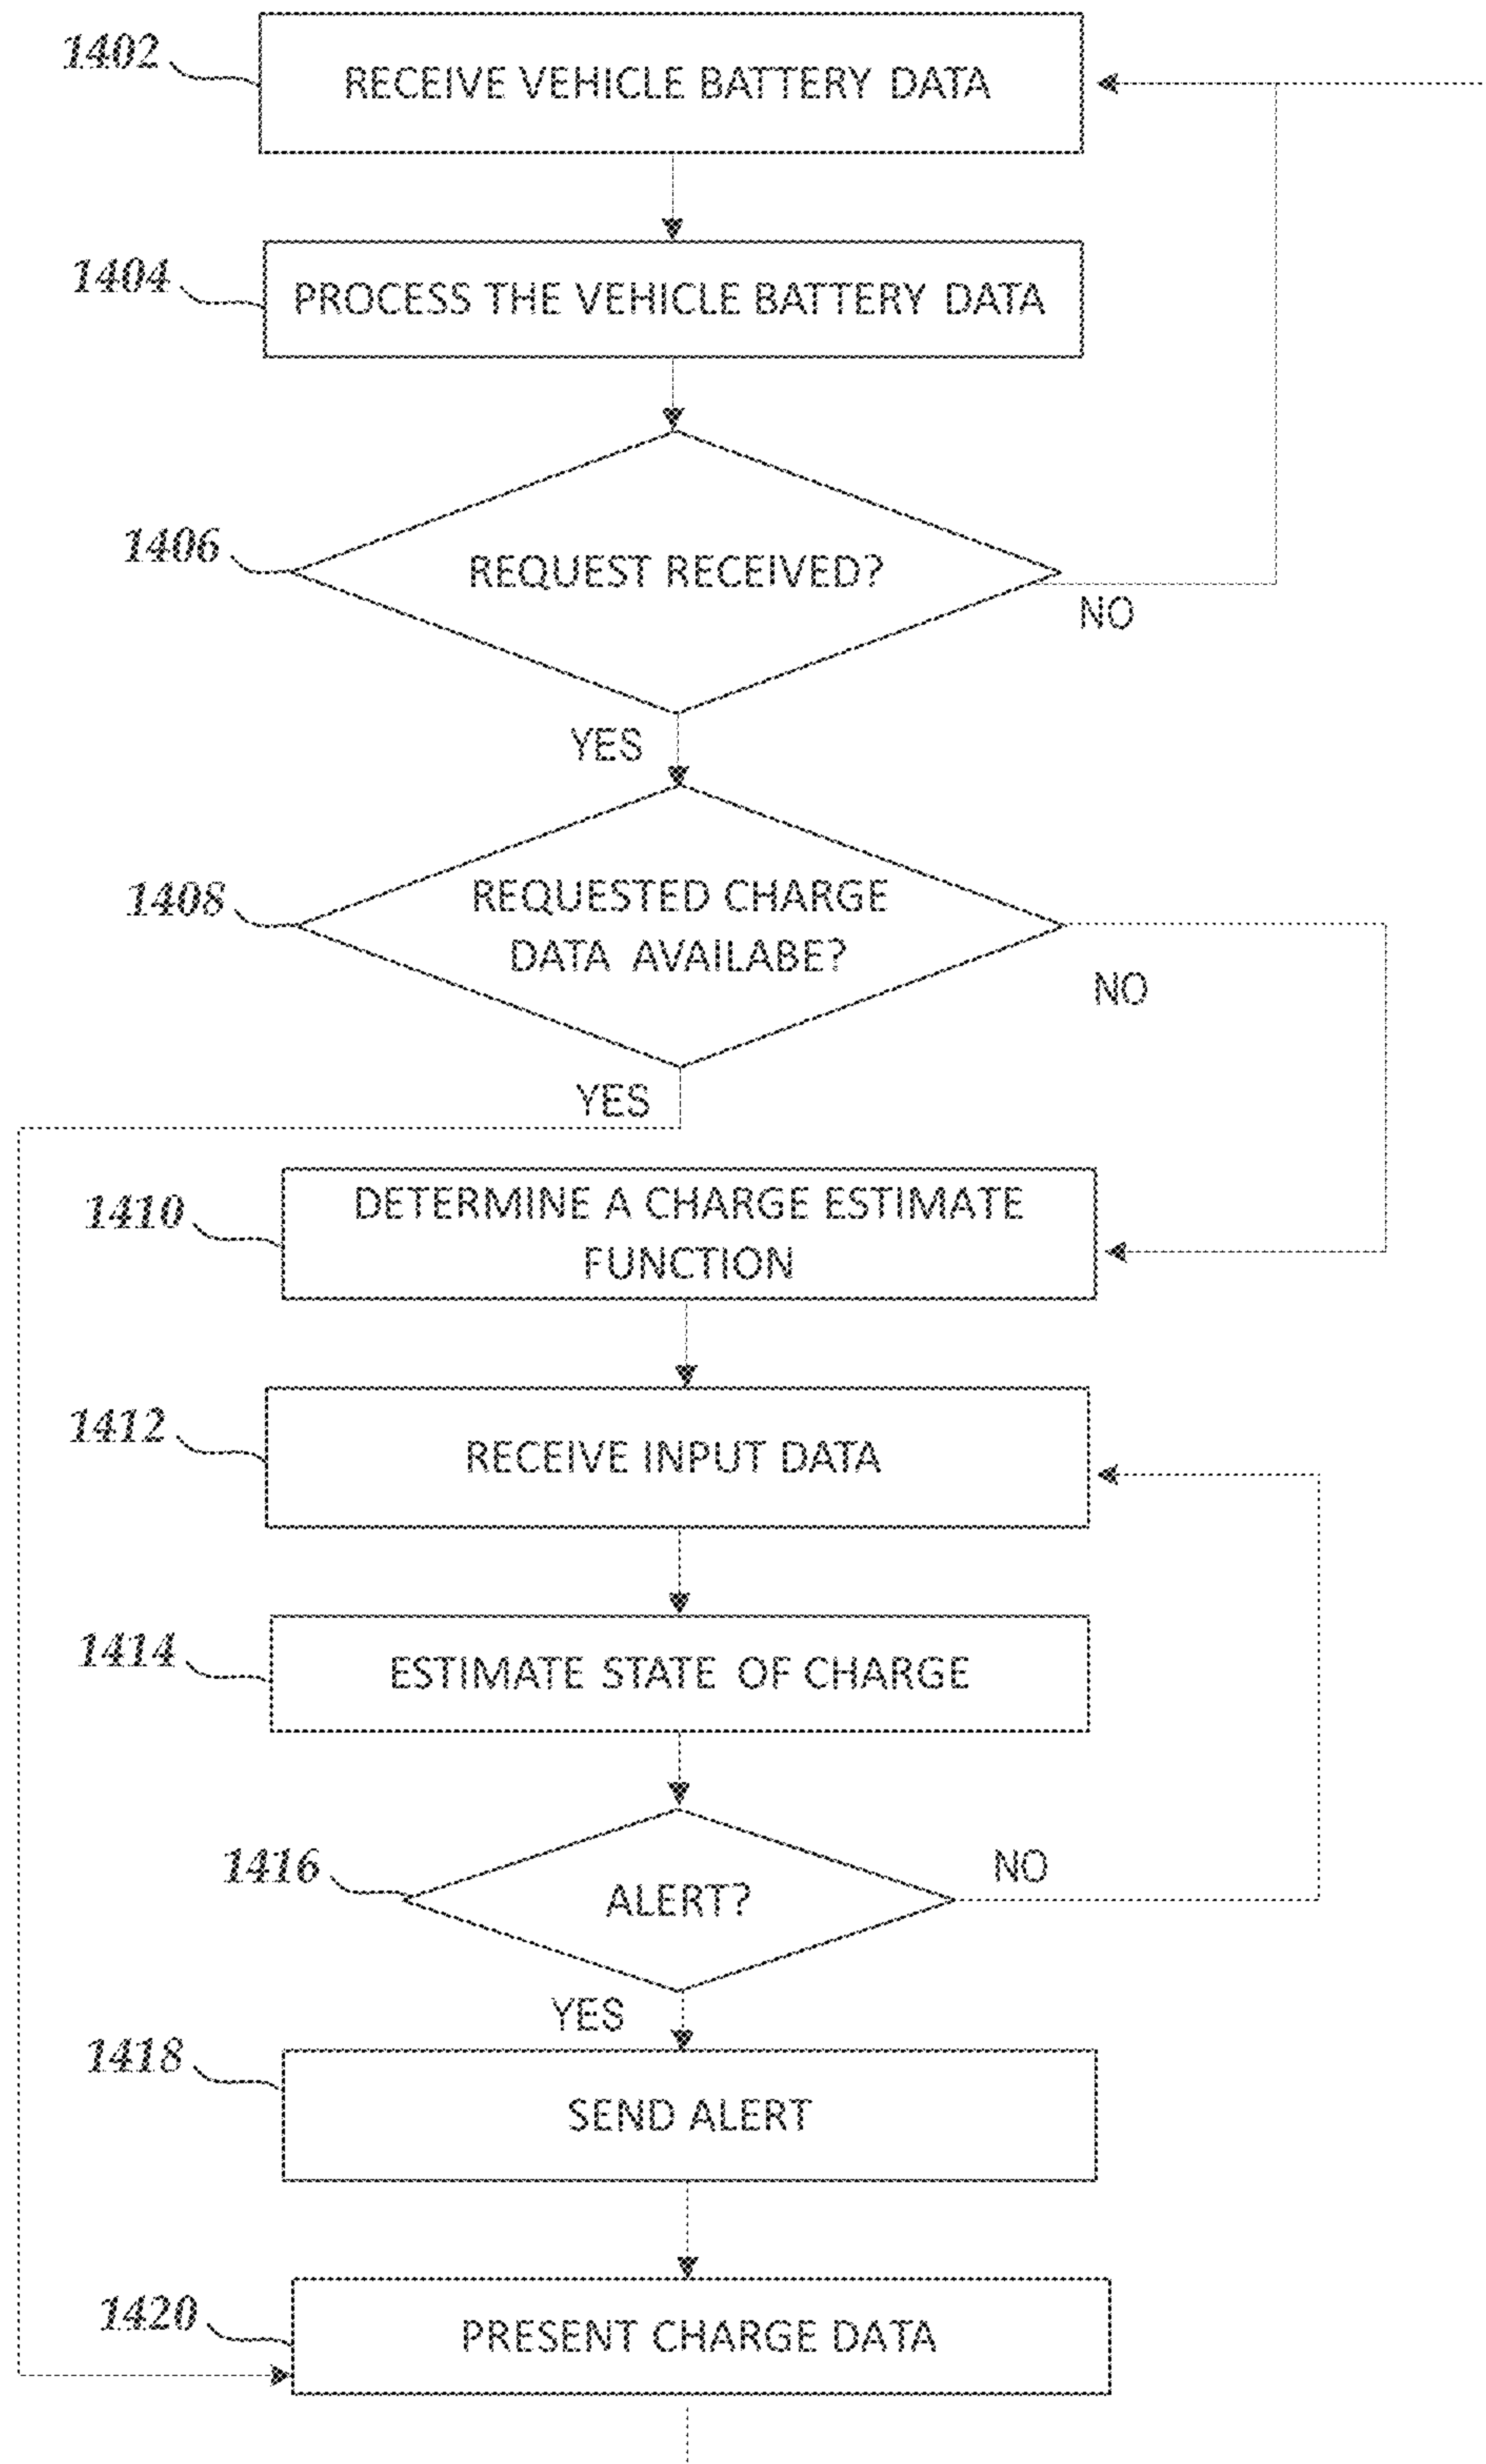 1402
RECEIVE VEHICLE BATTERY DATA
1404
PROCESS THE VEHICLE BATTERY DATA
1406
REQUEST RECEIVED?
NO
YES
1408
REQUESTED CHARGE
DATA AVAILABE?
NO
YES
1410
DETERMINE A CHARGE ESTIMATE
FUNCTION
1412
RECEIVE INPUT DATA
1414
ESTIMATE STATE OF CHARGE
1416
ALERT?
NO
YES
1418
SEND ALERT
1420
PRESENT CHARGE DATA